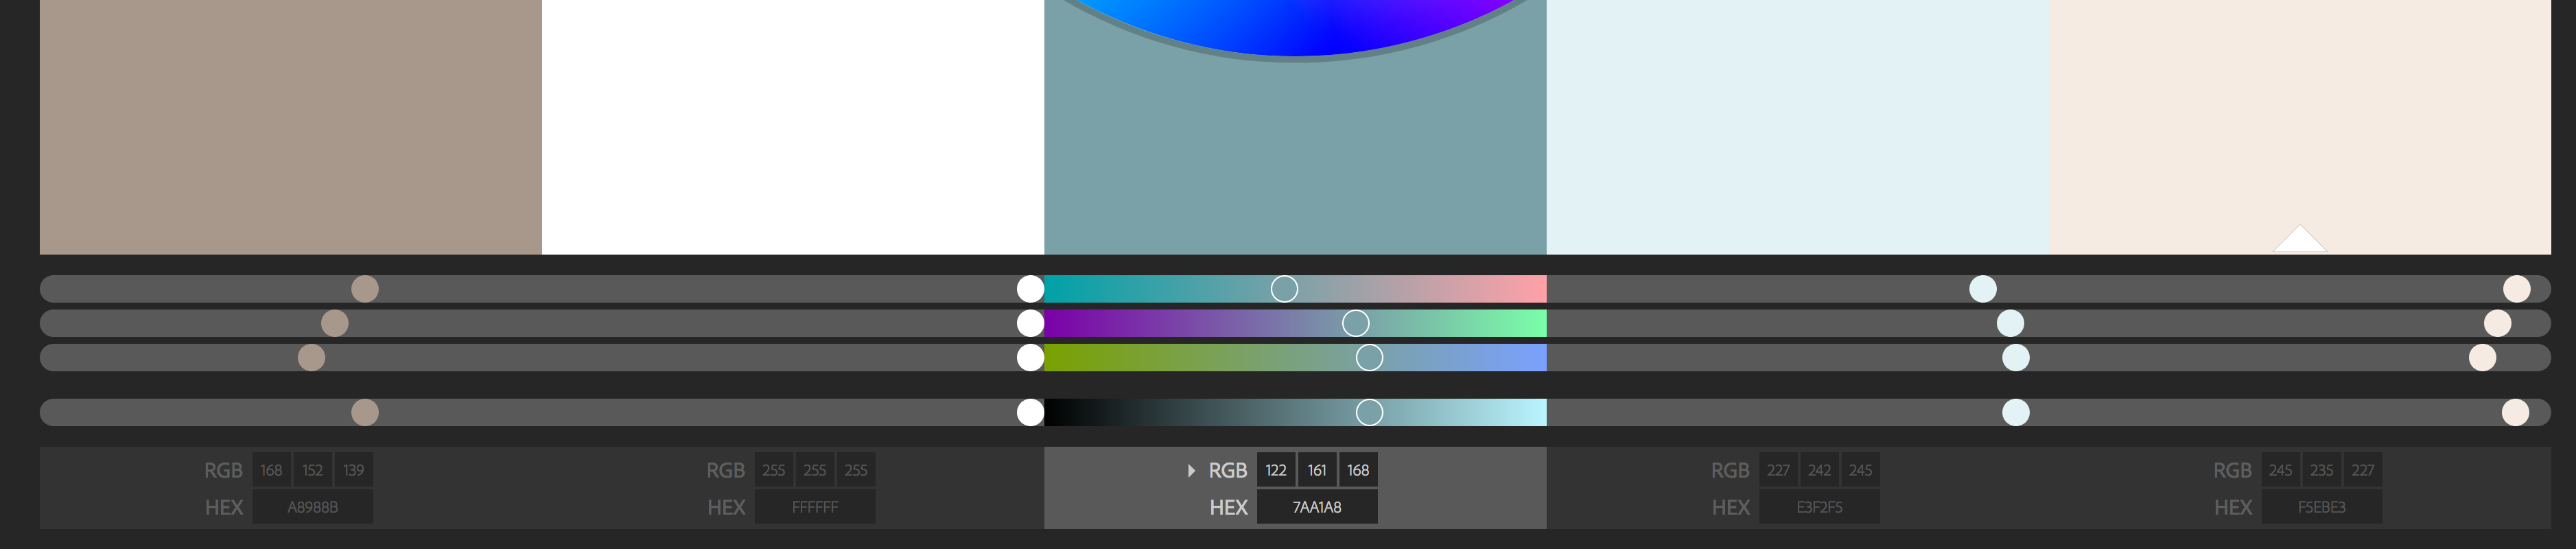 RGB 168 152 139
HEX A8988B
RGB 255 255 255
HEX FFFFFF
RGB 122 161 168
HEX 7AA1A8
RGB 227 242 245
HEX E3F2F5
RGB 245 235 227
HEX F5EBE3